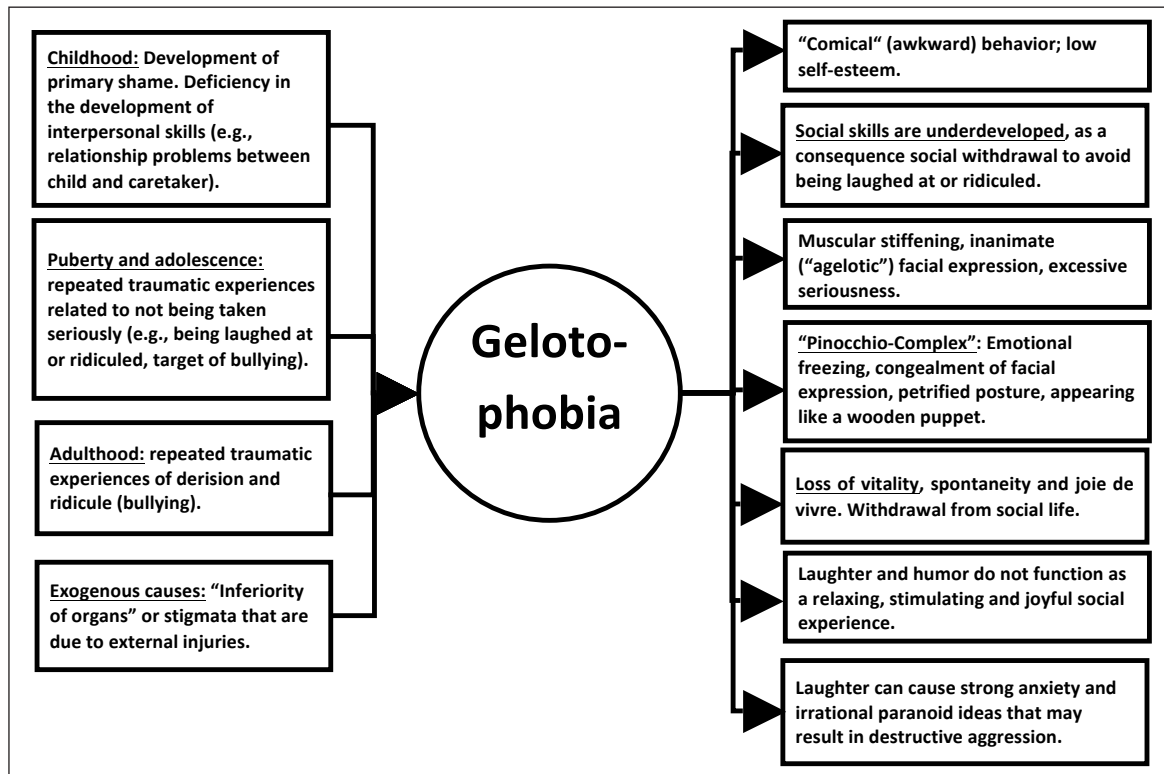 Childhood: Development of
primary shame. Deficiency in
the development of
interpersonal skills (e.g.,
relationship problems between
child and caretaker).
Puberty and adolescence:
repeated traumatic experiences
related to not being taken
seriously (e.g., being laughed at
or ridiculed, target of bullying).
Adulthood: repeated traumatic
experiences of derision and
ridicule (bullying).
Exogenous causes: “Inferiority
of organs” or stigmata that are
due to external injuries.
Geloto-
phobia
“Comical“ (awkward) behavior; low
self-esteem.
Social skills are underdeveloped, as a
consequence social withdrawal to avoid
being laughed at or ridiculed.
Muscular stiffening, inanimate
(“agelotic”) facial expression, excessive
seriousness.
“Pinocchio-Complex”: Emotional
freezing, congealment of facial
expression, petrified posture, appearing
like a wooden puppet.
Loss of vitality, spontaneity and joie de
vivre. Withdrawal from social life.
Laughter and humor do not function as
a relaxing, stimulating and joyful social
experience.
Laughter can cause strong anxiety and
irrational paranoid ideas that may
result in destructive aggression.